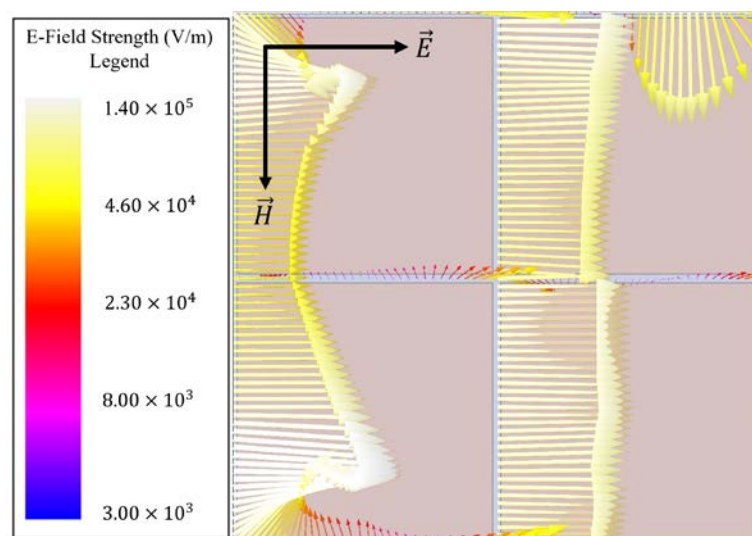 E-Field Strength (V/m)
Legend
1.40 × 10⁵
4.60 × 10⁴
2.30 × 10⁴
8.00 × 10³
3.00 × 10³
E⃗
H⃗